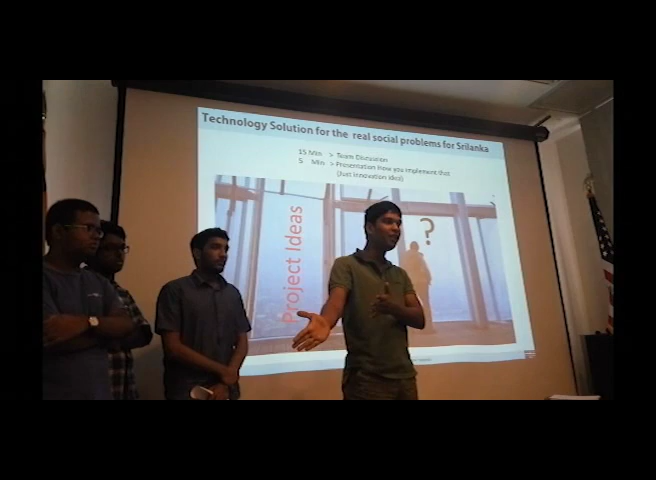 Technology Solution for the real social problems for Srilanka
15 Min > Team Discussion
5 Min > Presentation How you implement that
(Just innovation Idea)
Project Ideas
?